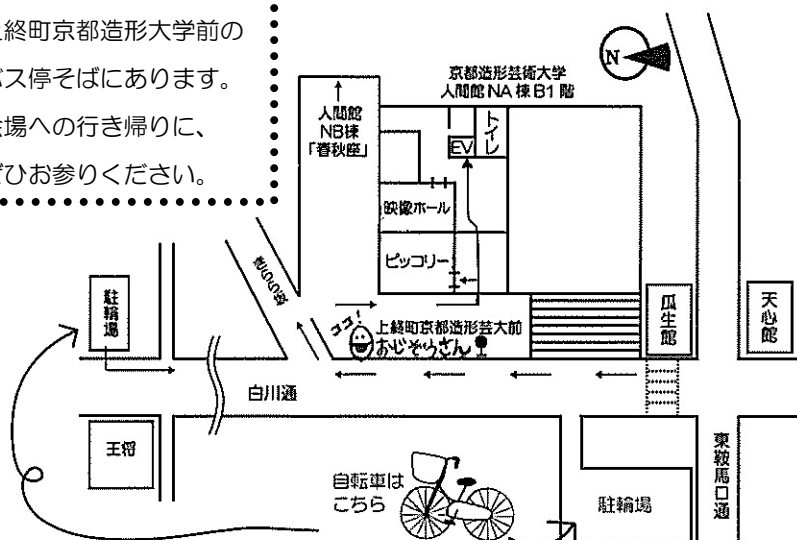 上終町京都造形大学前の
バス停そばにあります。
会場への行き帰りに、
ぜひお参りください。
N
京都造形芸術大学
人間館 NA 棟 B1 階
人間館
NB棟
「春秋座」
トイレ
EV
映像ホール
ピッコリー
きらら坂
駐輪場
ココ!
上終町京都造形芸大前
おじぞうさん
瓜生館
天心館
白川通
王将
自転車は
こちら
駐輪場
東鞍馬口通